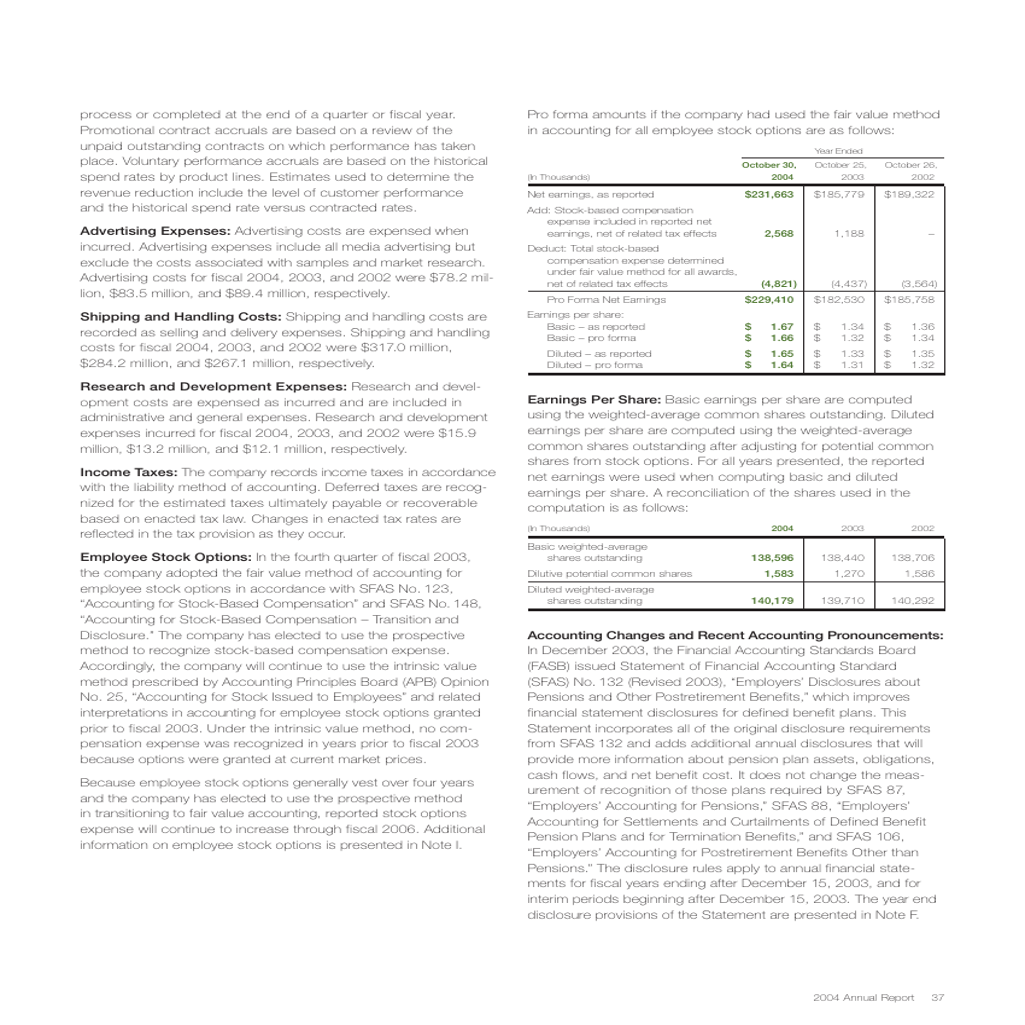 process or completed at the end of a quarter or fiscal year.
Promotional contract accruals are based on a review of the
unpaid outstanding contracts on which performance has taken
place. Voluntary performance accruals are based on the historical
spend rates by product lines. Estimates used to determine the
revenue reduction include the level of customer performance
and the historical spend rate versus contracted rates.
Advertising Expenses: Advertising costs are expensed when
incurred. Advertising expenses include all media advertising but
exclude the costs associated with samples and market research.
Advertising costs for fiscal 2004, 2003, and 2002 were $78.2 mil-
lion, $83.5 million, and $89.4 million, respectively.
Shipping and Handling Costs: Shipping and handling costs are
recorded as selling and delivery expenses. Shipping and handling
costs for fiscal 2004, 2003, and 2002 were $317.0 million,
$284.2 million, and $267.1 million, respectively.
Research and Development Expenses: Research and devel-
opment costs are expensed as incurred and are included in
administrative and general expenses. Research and development
expenses incurred for fiscal 2004, 2003, and 2002 were $15.9
million, $13.2 million, and $12.1 million, respectively.
Income Taxes: The company records income taxes in accordance
with the liability method of accounting. Deferred taxes are recog-
nized for the estimated taxes ultimately payable or recoverable
based on enacted tax law. Changes in enacted tax rates are
reflected in the tax provision as they occur.
Employee Stock Options: In the fourth quarter of fiscal 2003,
the company adopted the fair value method of accounting for
employee stock options in accordance with SFAS No. 123,
“Accounting for Stock-Based Compensation” and SFAS No. 148,
“Accounting for Stock-Based Compensation – Transition and
Disclosure.” The company has elected to use the prospective
method to recognize stock-based compensation expense.
Accordingly, the company will continue to use the intrinsic value
method prescribed by Accounting Principles Board (APB) Opinion
No. 25, “Accounting for Stock Issued to Employees” and related
interpretations in accounting for employee stock options granted
prior to fiscal 2003. Under the intrinsic value method, no com-
pensation expense was recognized in years prior to fiscal 2003
because options were granted at current market prices.
Because employee stock options generally vest over four years
and the company has elected to use the prospective method
in transitioning to fair value accounting, reported stock options
expense will continue to increase through fiscal 2006. Additional
information on employee stock options is presented in Note I.
Pro forma amounts if the company had used the fair value method
in accounting for all employee stock options are as follows:
Year Ended
October 30, October 25, October 26,
(In Thousands) 2004 2003 2002
Net earnings, as reported $231,663 $185,779 $189,322
Add: Stock-based compensation
expense included in reported net
earnings, net of related tax effects 2,568 1,188 –
Deduct: Total stock-based
compensation expense determined
under fair value method for all awards,
net of related tax effects (4,821) (4,437) (3,564)
Pro Forma Net Earnings $229,410 $182,530 $185,758
Earnings per share:
Basic – as reported $ 1.67 $ 1.34 $ 1.36
Basic – pro forma $ 1.66 $ 1.32 $ 1.34
Diluted – as reported $ 1.65 $ 1.33 $ 1.35
Diluted – pro forma $ 1.64 $ 1.31 $ 1.32
Earnings Per Share: Basic earnings per share are computed
using the weighted-average common shares outstanding. Diluted
earnings per share are computed using the weighted-average
common shares outstanding after adjusting for potential common
shares from stock options. For all years presented, the reported
net earnings were used when computing basic and diluted
earnings per share. A reconciliation of the shares used in the
computation is as follows:
(In Thousands) 2004 2003 2002
Basic weighted-average
shares outstanding 138,596 138,440 138,706
Dilutive potential common shares 1,583 1,270 1,586
Diluted weighted-average
shares outstanding 140,179 139,710 140,292
Accounting Changes and Recent Accounting Pronouncements:
In December 2003, the Financial Accounting Standards Board
(FASB) issued Statement of Financial Accounting Standard
(SFAS) No. 132 (Revised 2003), “Employers’ Disclosures about
Pensions and Other Postretirement Benefits,” which improves
financial statement disclosures for defined benefit plans. This
Statement incorporates all of the original disclosure requirements
from SFAS 132 and adds additional annual disclosures that will
provide more information about pension plan assets, obligations,
cash flows, and net benefit cost. It does not change the meas-
urement of recognition of those plans required by SFAS 87,
“Employers’ Accounting for Pensions,” SFAS 88, “Employers’
Accounting for Settlements and Curtailments of Defined Benefit
Pension Plans and for Termination Benefits,” and SFAS 106,
“Employers’ Accounting for Postretirement Benefits Other than
Pensions.” The disclosure rules apply to annual financial state-
ments for fiscal years ending after December 15, 2003, and for
interim periods beginning after December 15, 2003. The year end
disclosure provisions of the Statement are presented in Note F.
2004 Annual Report 37